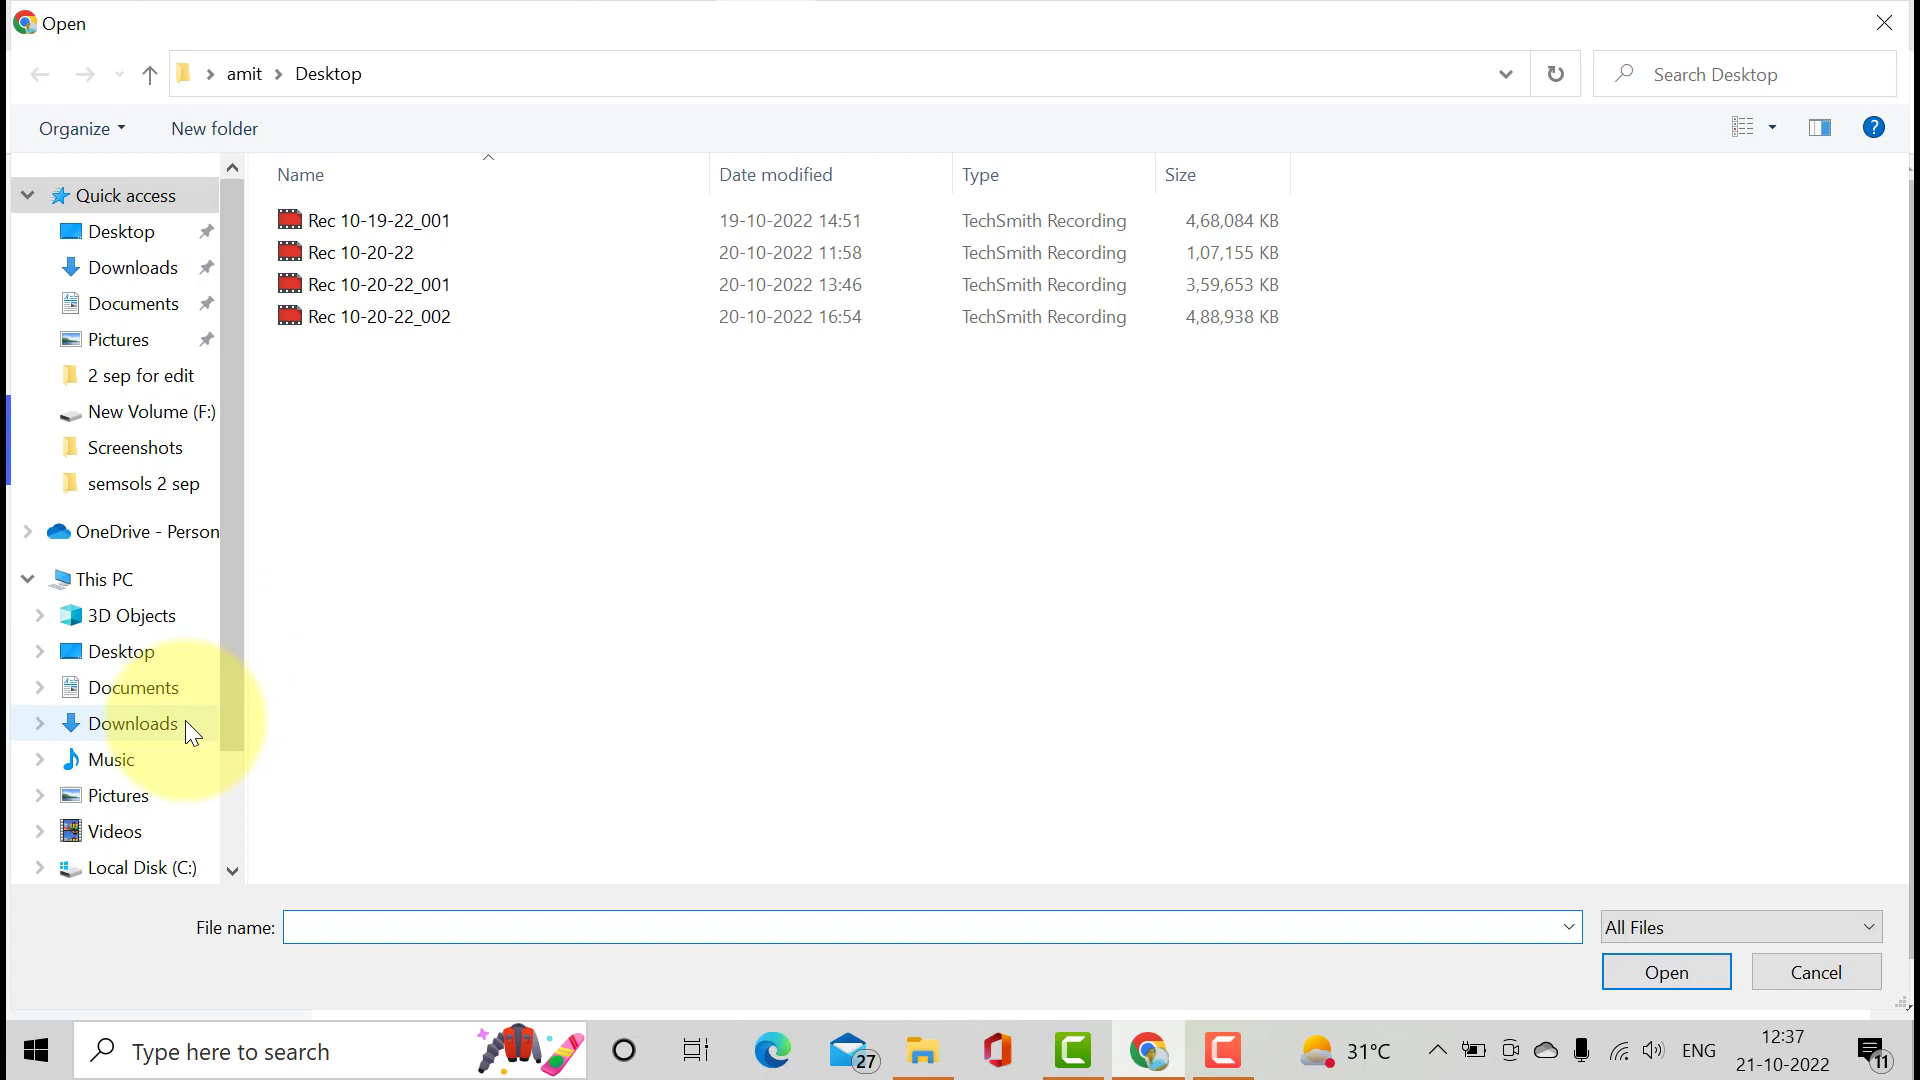 Open
amit > Desktop
Search Desktop
Organize
New folder
?
Name
Date modified
Type
Size
Rec 10-19-22_001 19-10-2022 14:51 TechSmith Recording 4,68,084 KB
Rec 10-20-22 20-10-2022 11:58 TechSmith Recording 1,07,155 KB
Rec 10-20-22_001 20-10-2022 13:46 TechSmith Recording 3,59,653 KB
Rec 10-20-22_002 20-10-2022 16:54 TechSmith Recording 4,88,938 KB
Quick access
Desktop
Downloads
Documents
Pictures
2 sep for edit
New Volume (F:)
Screenshots
semsols 2 sep
OneDrive - Person
This PC
3D Objects
Desktop
Documents
Downloads
Music
Pictures
Videos
Local Disk (C:)
File name:
All Files
Open
Cancel
Type here to search
27
31°C
ENG
12:37
21-10-2022
11